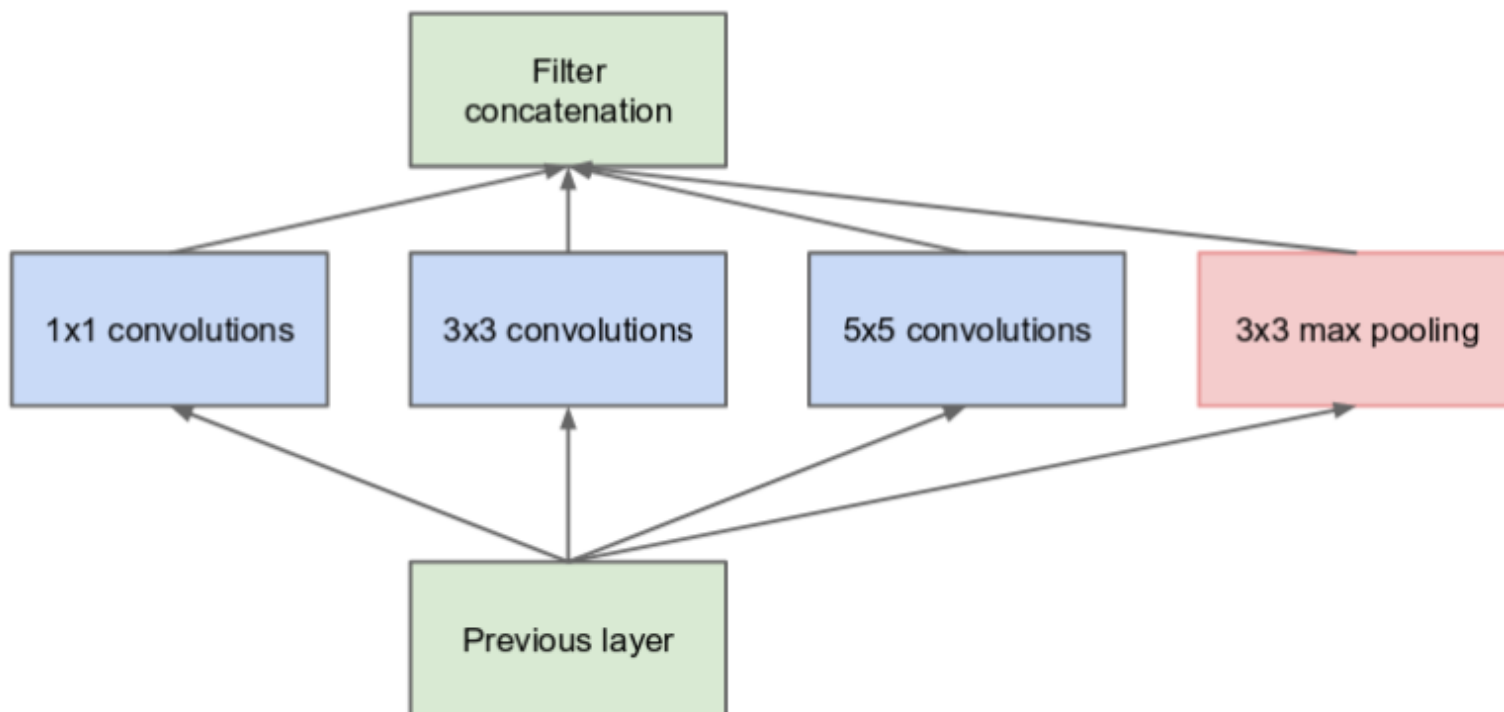 Filter
concatenation
1x1 convolutions
3x3 convolutions
5x5 convolutions
3x3 max pooling
Previous layer